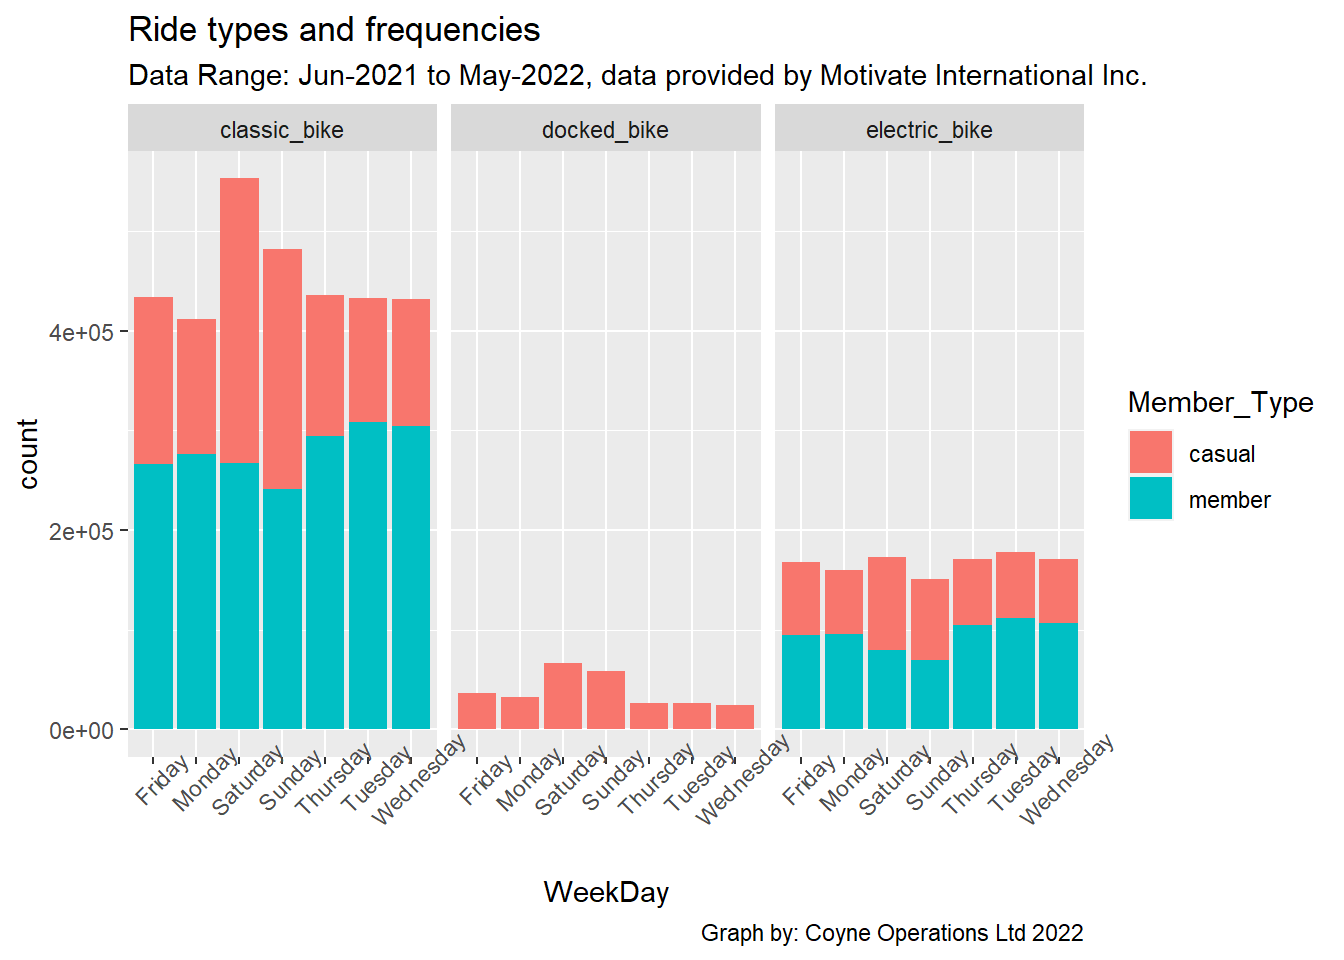 Ride types and frequencies
Data Range: Jun-2021 to May-2022, data provided by Motivate International Inc.
classic_bike
docked_bike
electric_bike
4e+05
2e+05
0e+00
count
Friday
Monday
Saturday
Sunday
Thursday
Tuesday
Wednesday
Friday
Monday
Saturday
Sunday
Thursday
Tuesday
Wednesday
Friday
Monday
Saturday
Sunday
Thursday
Tuesday
Wednesday
WeekDay
Member_Type
casual
member
Graph by: Coyne Operations Ltd 2022